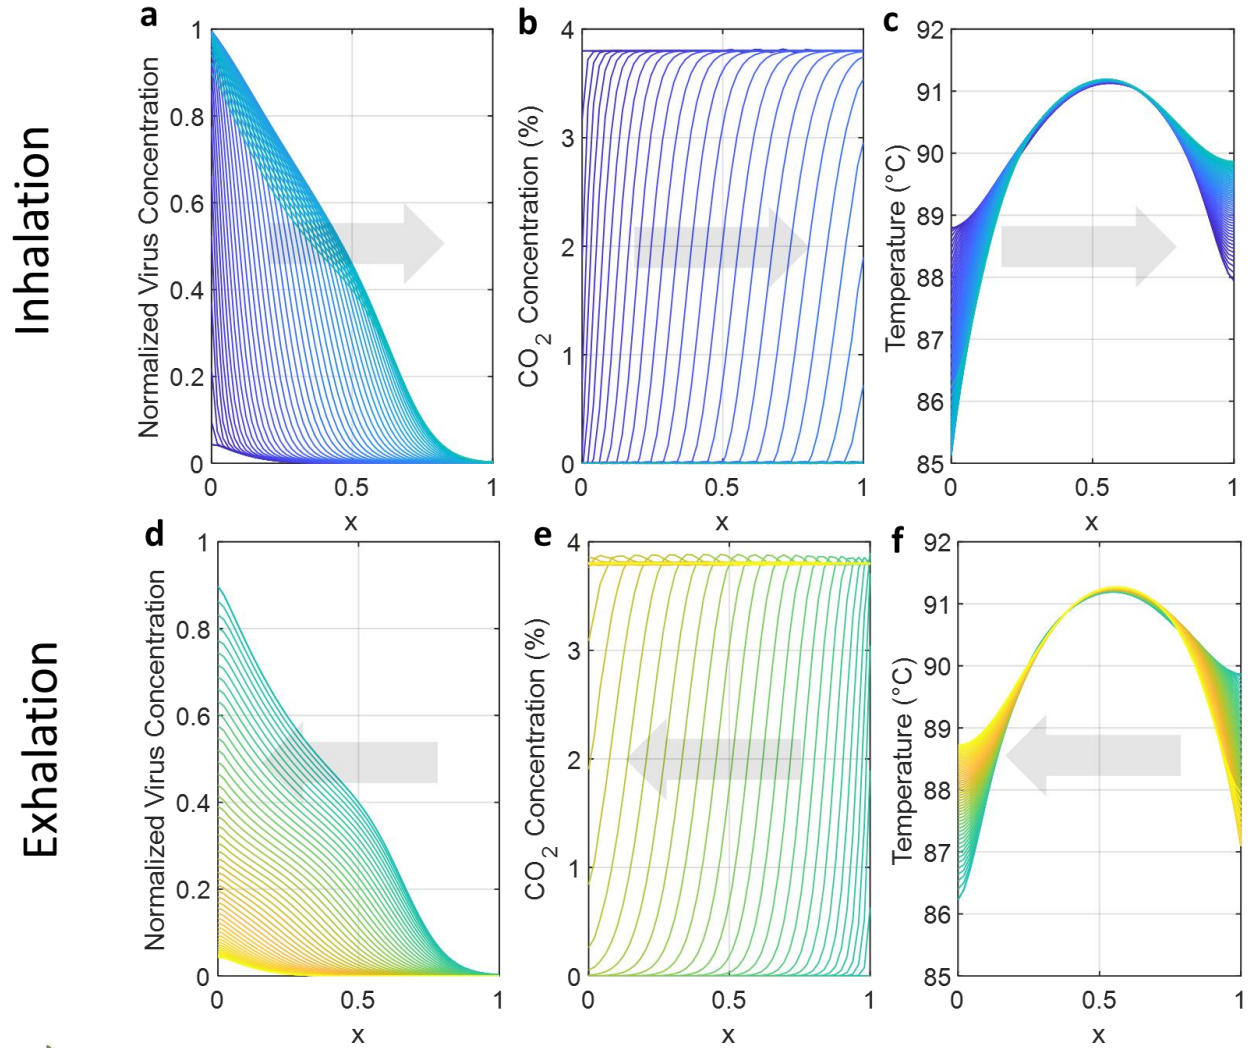 Inhalation
a
Normalized Virus Concentration
1
0.8
0.6
0.4
0.2
0
0 0.5 1
x
b
CO2 Concentration (%)
4
3
2
1
0
0 0.5 1
x
c
Temperature (°C)
92
91
90
89
88
87
86
85
0 0.5 1
x
Exhalation
d
Normalized Virus Concentration
1
0.8
0.6
0.4
0.2
0
0 0.5 1
x
e
CO2 Concentration (%)
4
3
2
1
0
0 0.5 1
x
f
Temperature (°C)
92
91
90
89
88
87
86
85
0 0.5 1
x